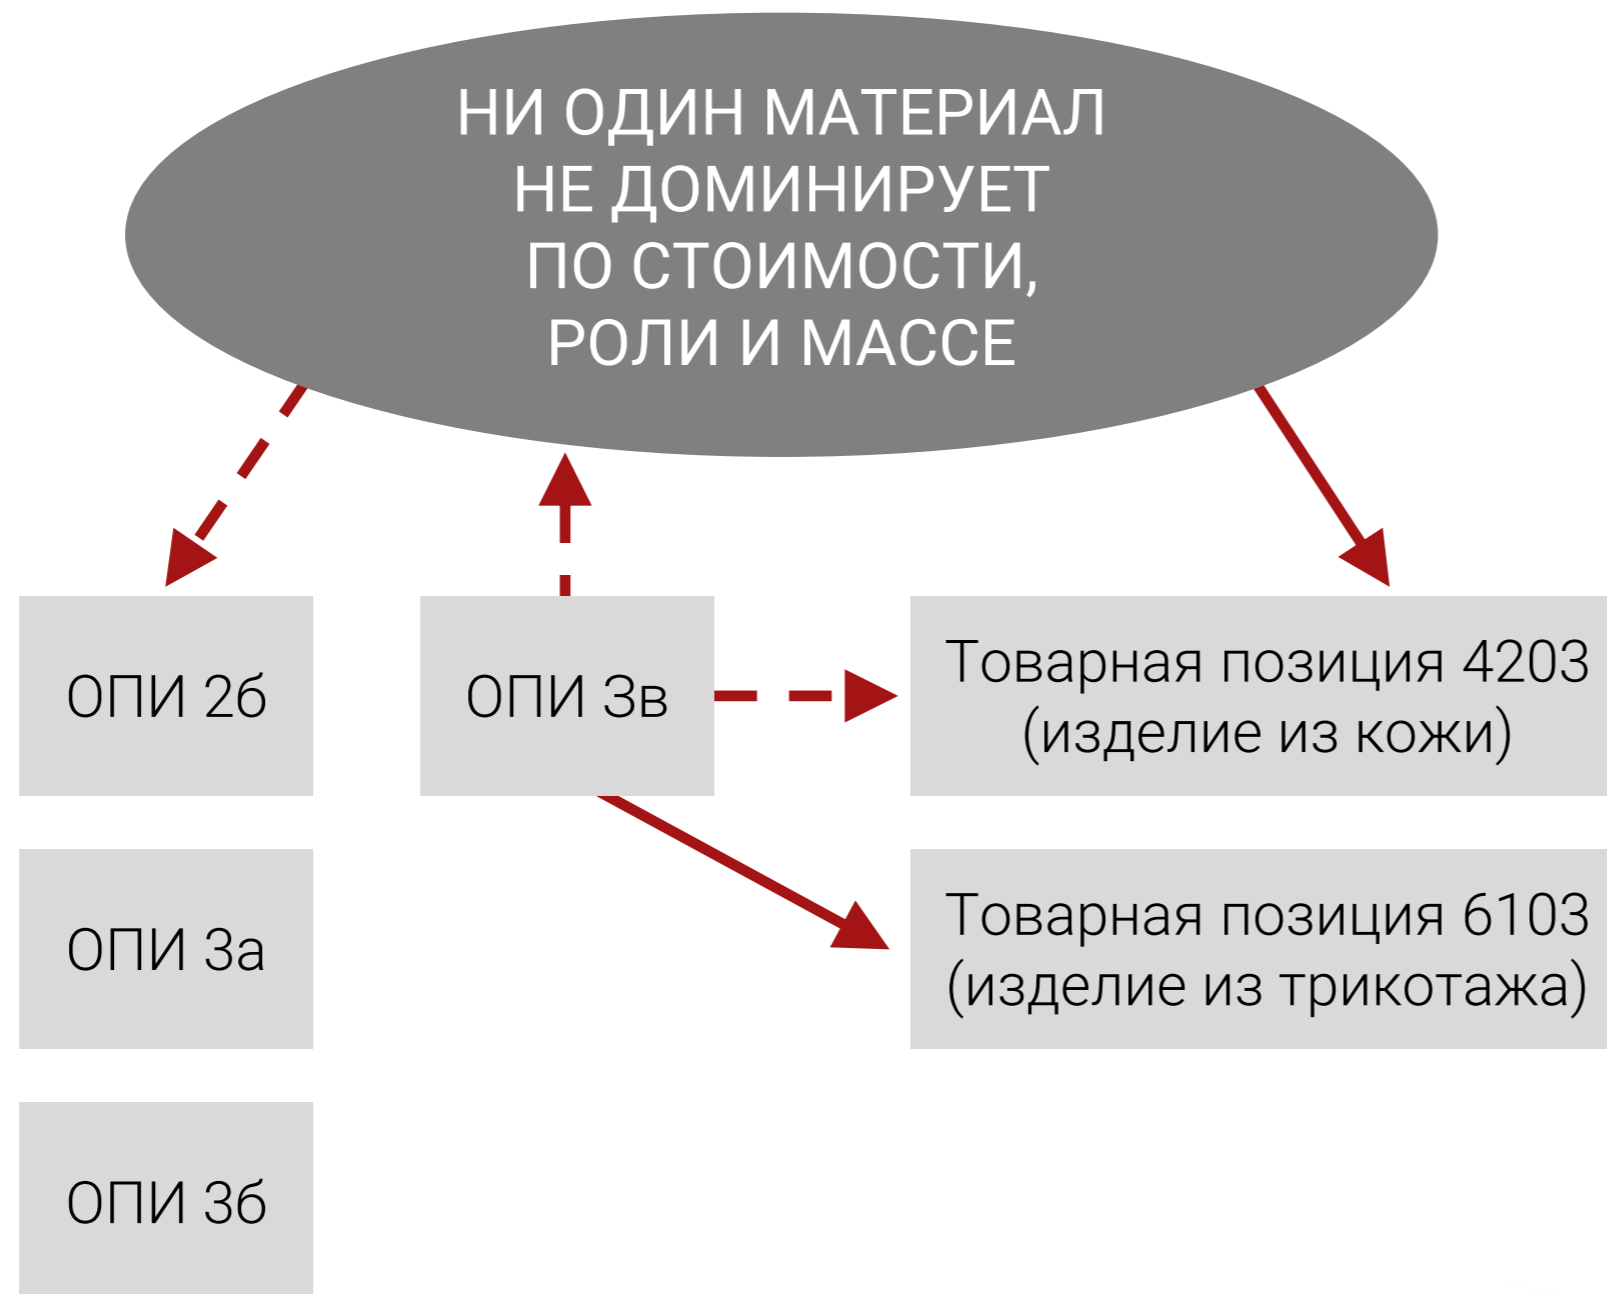 НИ ОДИН МАТЕРИАЛ
НЕ ДОМИНИРУЕТ
ПО СТОИМОСТИ,
РОЛИ И МАССЕ
ОПИ 2б
ОПИ 3в
Товарная позиция 4203
(изделие из кожи)
ОПИ 3а
Товарная позиция 6103
(изделие из трикотажа)
ОПИ 3б